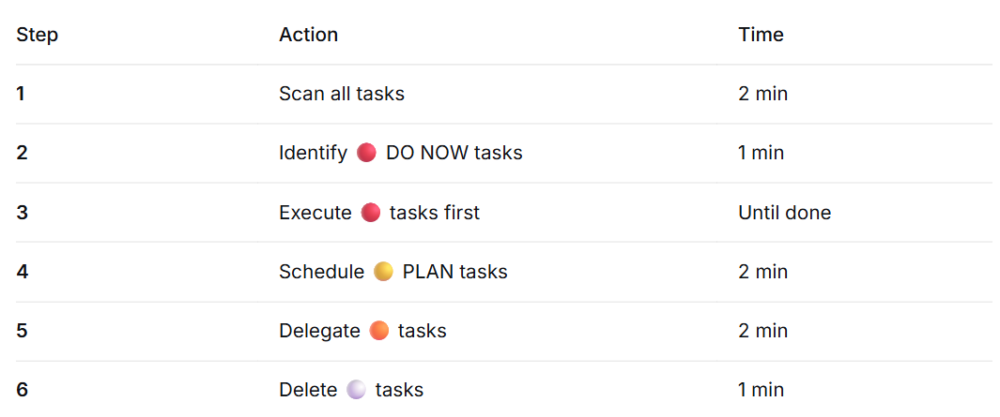 Step Action Time
1 Scan all tasks 2 min
2 Identify 🔴 DO NOW tasks 1 min
3 Execute 🔴 tasks first Until done
4 Schedule 🟡 PLAN tasks 2 min
5 Delegate 🟠 tasks 2 min
6 Delete ⚪ tasks 1 min